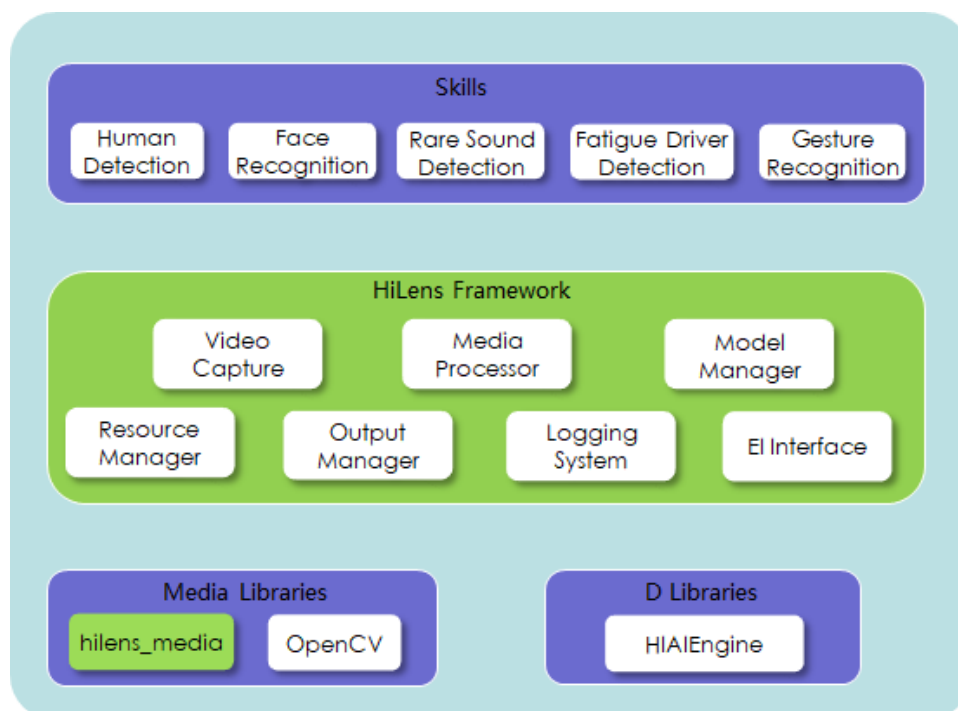 Skills
Human
Detection
Face
Recognition
Rare Sound
Detection
Fatigue Driver
Detection
Gesture
Recognition
HiLens Framework
Video
Capture
Media
Processor
Model
Manager
Resource
Manager
Output
Manager
Logging
System
EI Interface
Media Libraries
hilens_media
OpenCV
D Libraries
HIAIEngine